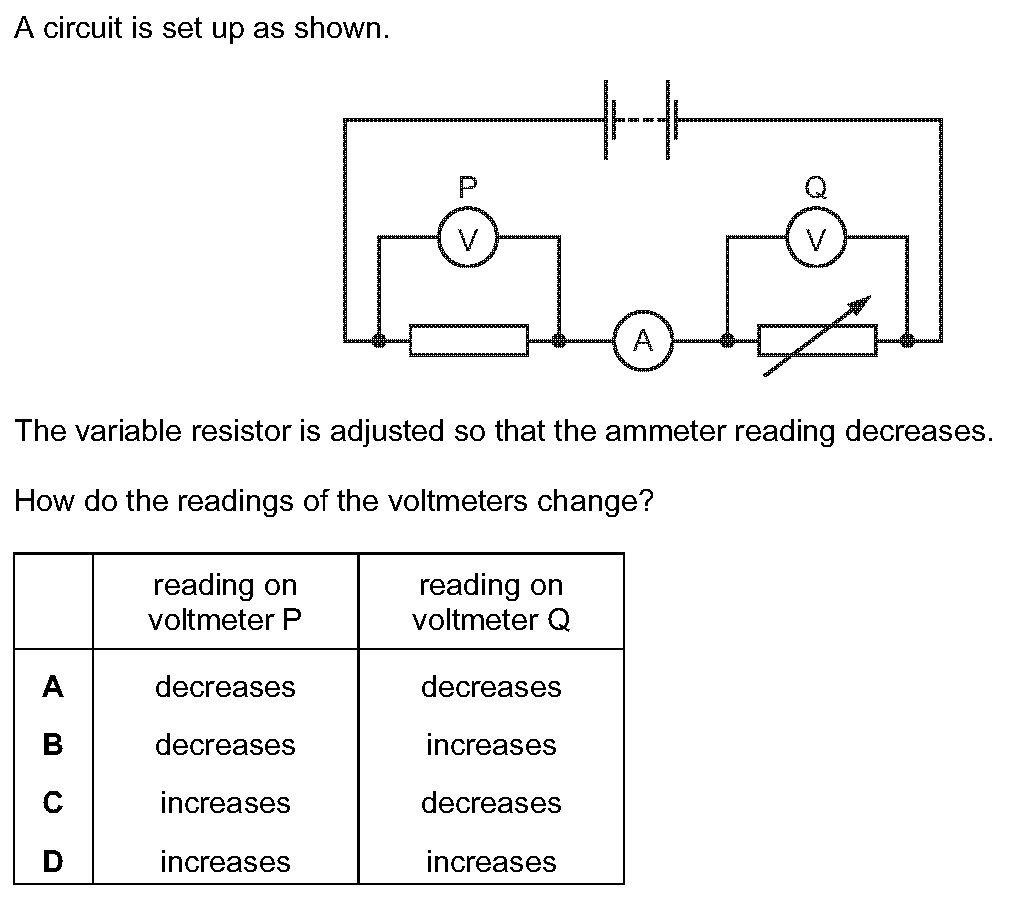 A circuit is set up as shown.
P
Q
V
V
A
The variable resistor is adjusted so that the ammeter reading decreases.
How do the readings of the voltmeters change?
reading on voltmeter P
reading on voltmeter Q
A decreases decreases
B decreases increases
C increases decreases
D increases increases